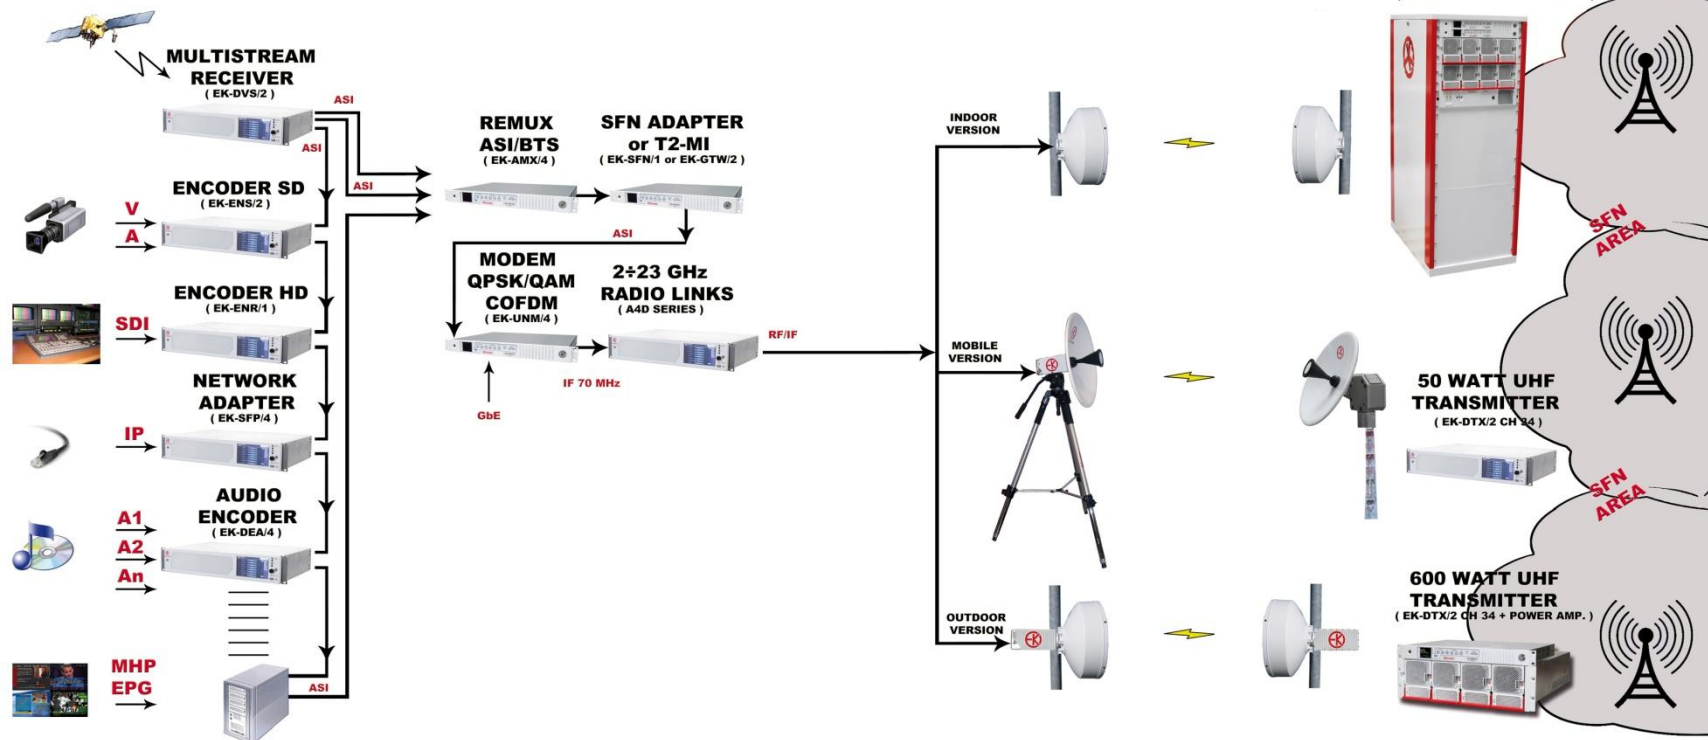 MULTISTREAM
RECEIVER
( EK-DVS/2 )
ASI
ASI
ASI
ENCODER SD
( EK-ENS/2 )
V
A
ENCODER HD
( EK-ENR/1 )
SDI
NETWORK
ADAPTER
( EK-SFP/4 )
IP
AUDIO
ENCODER
( EK-DEA/4 )
A1
A2
An
MHP
EPG
ASI
REMUX
ASI/BTS
( EK-AMX/4 )
SFN ADAPTER
or T2-MI
( EK-SFN/1 or EK-GTW/2 )
ASI
MODEM
QPSK/QAM
COFDM
( EK-UNM/4 )
2÷23 GHz
RADIO LINKS
( A4D SERIES )
IF 70 MHz
GbE
RF/IF
INDOOR
VERSION
MOBILE
VERSION
OUTDOOR
VERSION
50 WATT UHF
TRANSMITTER
( EK-DTX/2 CH 34 )
600 WATT UHF
TRANSMITTER
( EK-DTX/2 CH 34 + POWER AMP. )
SFN
AREA
SFN
AREA